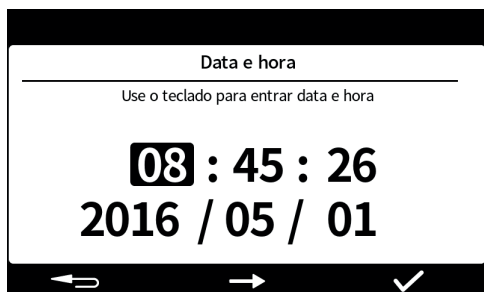 Data e hora
Use o teclado para entrar data e hora
08 : 45 : 26
2016 / 05 / 01